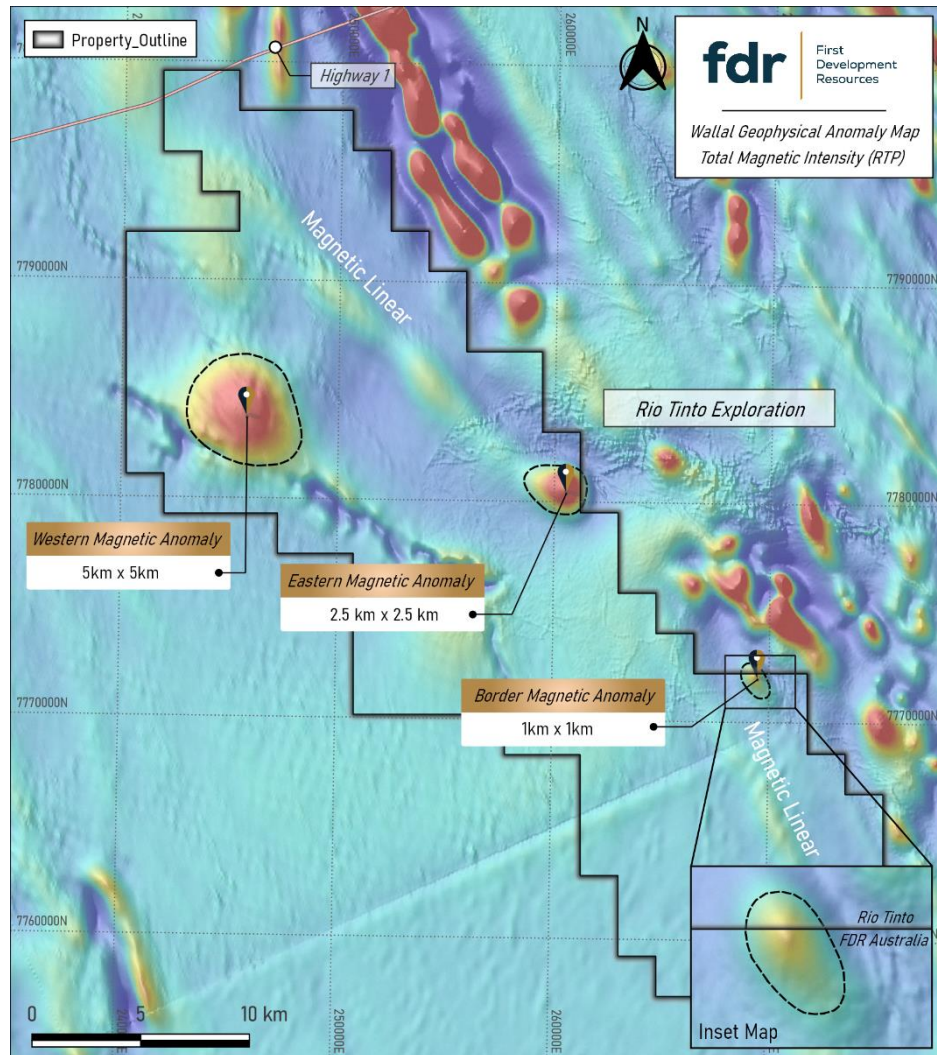 Property_Outline
Highway 1
N
fdr
First
Development
Resources
Wallal Geophysical Anomaly Map
Total Magnetic Intensity (RTP)
260000E
7790000N
7790000N
Magnetic Linear
Rio Tinto Exploration
7780000N
7780000N
Western Magnetic Anomaly
5km x 5km
Eastern Magnetic Anomaly
2.5 km x 2.5 km
Border Magnetic Anomaly
1km x 1km
7770000N
7770000N
Magnetic Linear
7760000N
Rio Tinto
FDR Australia
Inset Map
0 5 10 km
250000E
260000E